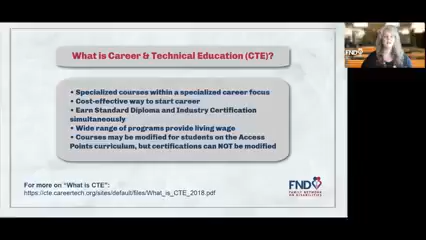 What is Career & Technical Education (CTE)?
• Specialized courses within a specialized career focus
• Cost-effective way to start career
• Earn Standard Diploma and Industry Certification
simultaneously
• Wide range of programs provide living wage
• Courses may be modified for students on the Access
Points curriculum, but certifications can NOT be modified
For more on "What is CTE":
https://cte.careertech.org/sites/default/files/What_is_CTE_2018.pdf
FND
FAMILY NETWORK
ON DISABILITIES
FND